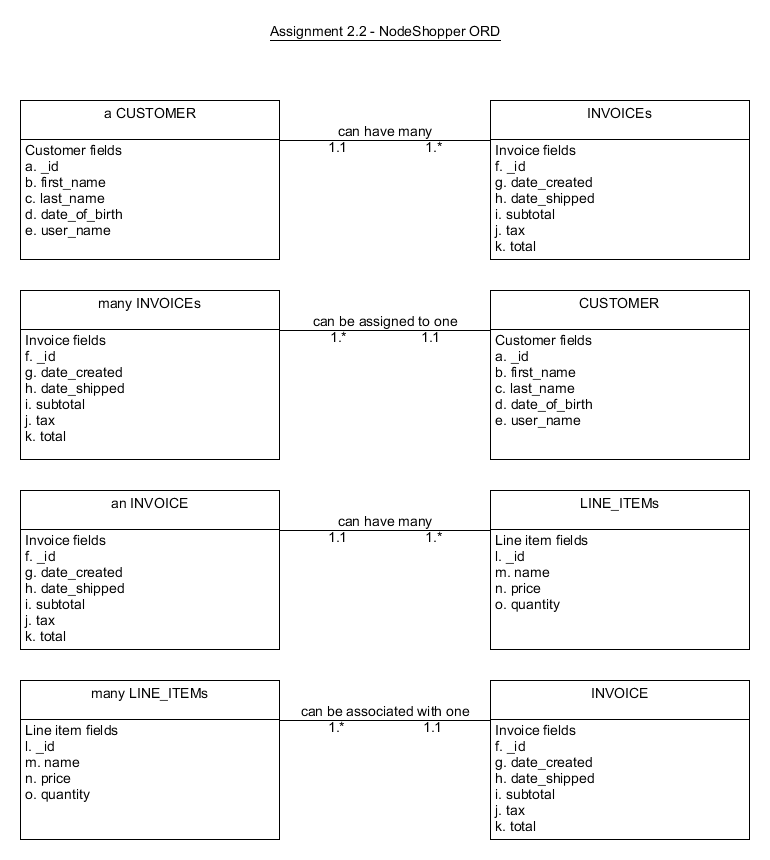 Assignment 2.2 - NodeShopper ORD
a CUSTOMER
Customer fields
a. _id
b. first_name
c. last_name
d. date_of_birth
e. user_name
can have many
1.1 1.*
INVOICEs
Invoice fields
f. _id
g. date_created
h. date_shipped
i. subtotal
j. tax
k. total
many INVOICEs
Invoice fields
f. _id
g. date_created
h. date_shipped
i. subtotal
j. tax
k. total
can be assigned to one
1.* 1.1
CUSTOMER
Customer fields
a. _id
b. first_name
c. last_name
d. date_of_birth
e. user_name
an INVOICE
Invoice fields
f. _id
g. date_created
h. date_shipped
i. subtotal
j. tax
k. total
can have many
1.1 1.*
LINE_ITEMs
Line item fields
l. _id
m. name
n. price
o. quantity
many LINE_ITEMs
Line item fields
l. _id
m. name
n. price
o. quantity
can be associated with one
1.* 1.1
INVOICE
Invoice fields
f. _id
g. date_created
h. date_shipped
i. subtotal
j. tax
k. total